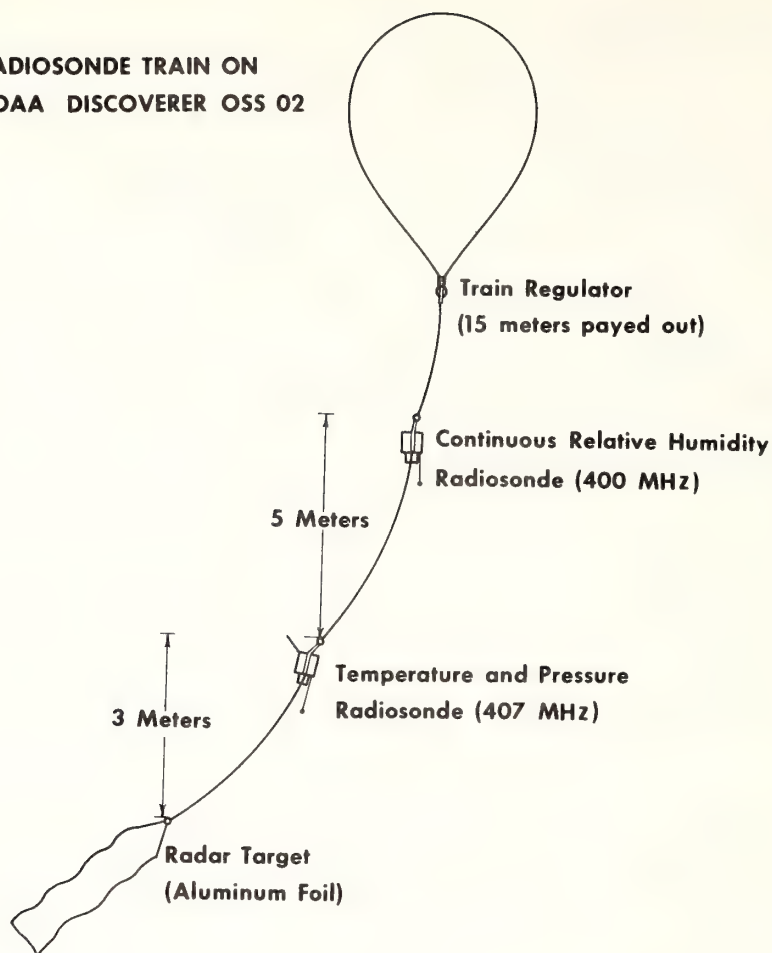 ADIOSONDE TRAIN ON
OAA DISCOVERER OSS 02
Train Regulator
(15 meters payed out)
Continuous Relative Humidity
Radiosonde (400 MHz)
5 Meters
Temperature and Pressure
Radiosonde (407 MHz)
3 Meters
Radar Target
(Aluminum Foil)